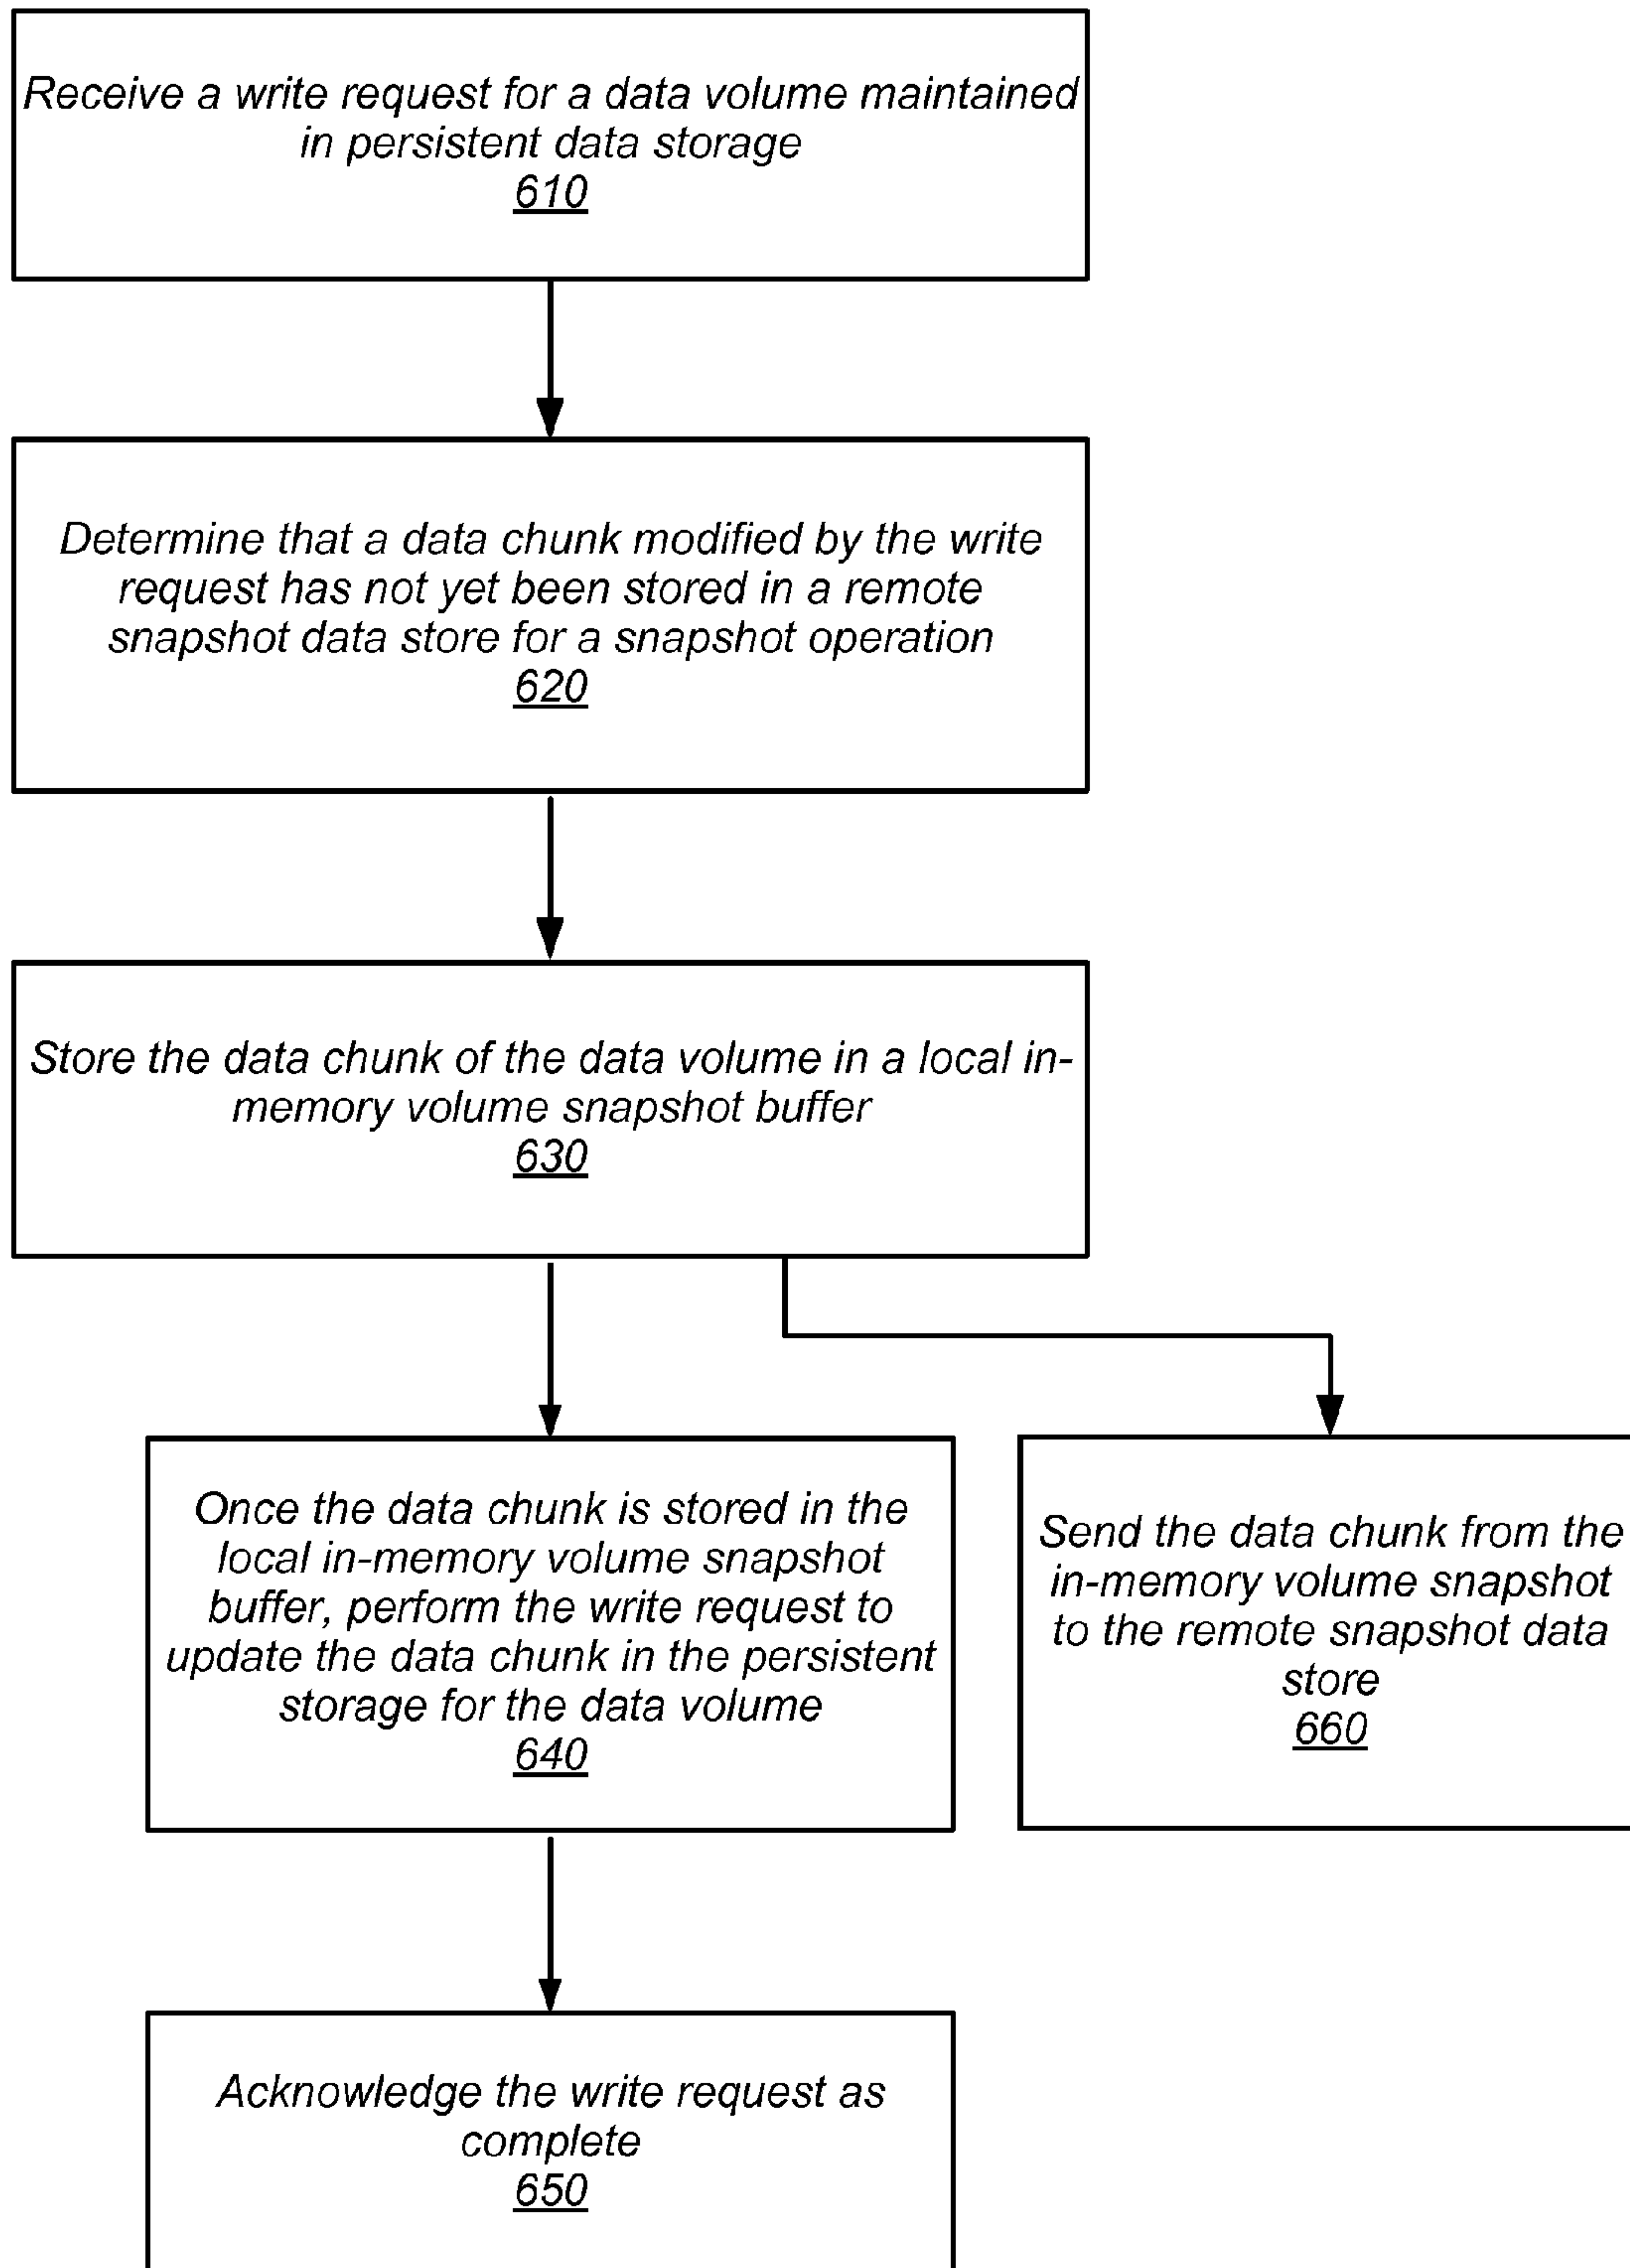 Receive a write request for a data volume maintained
in persistent data storage
610
Determine that a data chunk modified by the write
request has not yet been stored in a remote
snapshot data store for a snapshot operation
620
Store the data chunk of the data volume in a local in-
memory volume snapshot buffer
630
Once the data chunk is stored in the
local in-memory volume snapshot
buffer, perform the write request to
update the data chunk in the persistent
storage for the data volume
640
Send the data chunk from the
in-memory volume snapshot
to the remote snapshot data
store
660
Acknowledge the write request as
complete
650